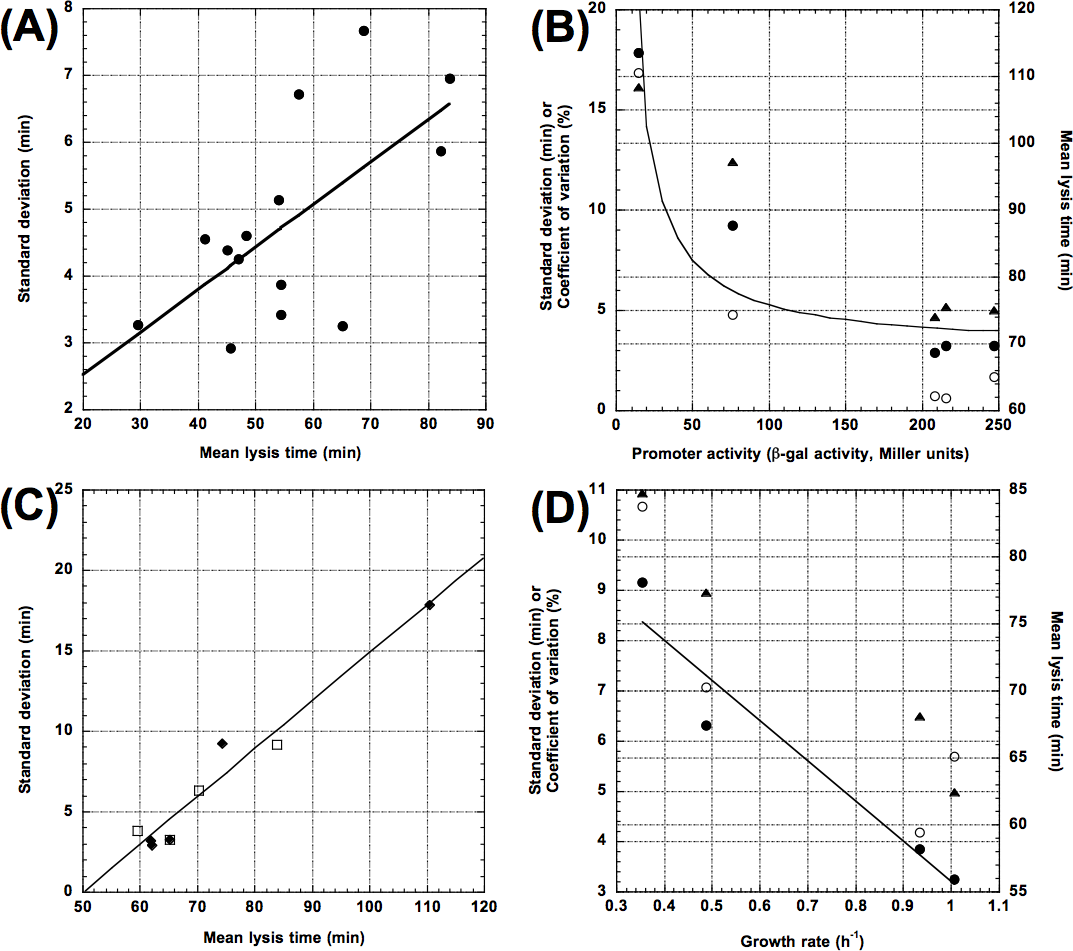 (A)
8
7
6
5
4
3
2
Standard deviation (min)
20 30 40 50 60 70 80 90
Mean lysis time (min)
(B)
20
15
10
5
0
Standard deviation (min) or
Coefficient of variation (%)
120
110
100
90
80
70
60
Mean lysis time (min)
0 50 100 150 200 250
Promoter activity (β-gal activity, Miller units)
(C)
25
20
15
10
5
0
Standard deviation (min)
50 60 70 80 90 100 110 120
Mean lysis time (min)
(D)
11
10
9
8
7
6
5
4
3
Standard deviation (min) or
Coefficient of variation (%)
85
80
75
70
65
60
55
Mean lysis time (min)
0.3 0.4 0.5 0.6 0.7 0.8 0.9 1 1.1
Growth rate (h⁻¹)